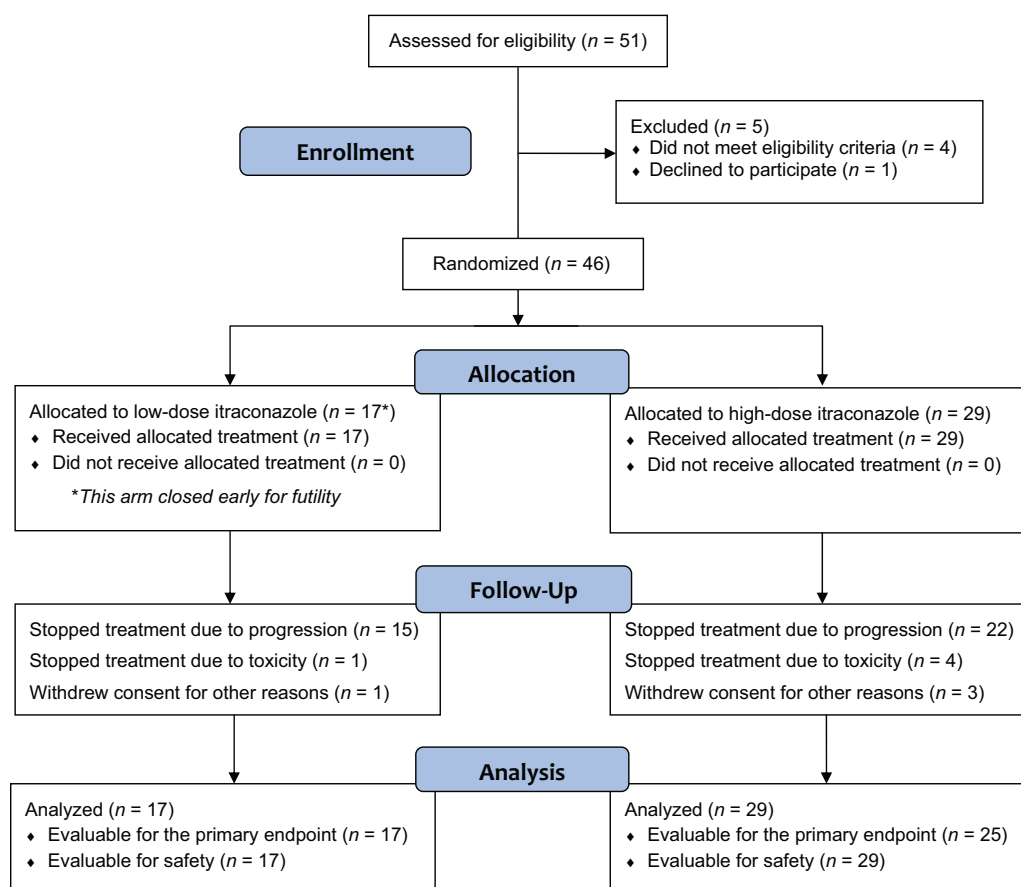 Assessed for eligibility (n = 51)
Enrollment
Excluded (n = 5)
♦ Did not meet eligibility criteria (n = 4)
♦ Declined to participate (n = 1)
Randomized (n = 46)
Allocation
Allocated to low-dose itraconazole (n = 17*)
♦ Received allocated treatment (n = 17)
♦ Did not receive allocated treatment (n = 0)
*This arm closed early for futility
Allocated to high-dose itraconazole (n = 29)
♦ Received allocated treatment (n = 29)
♦ Did not receive allocated treatment (n = 0)
Follow-Up
Stopped treatment due to progression (n = 15)
Stopped treatment due to toxicity (n = 1)
Withdrew consent for other reasons (n = 1)
Stopped treatment due to progression (n = 22)
Stopped treatment due to toxicity (n = 4)
Withdrew consent for other reasons (n = 3)
Analysis
Analyzed (n = 17)
♦ Evaluable for the primary endpoint (n = 17)
♦ Evaluable for safety (n = 17)
Analyzed (n = 29)
♦ Evaluable for the primary endpoint (n = 25)
♦ Evaluable for safety (n = 29)